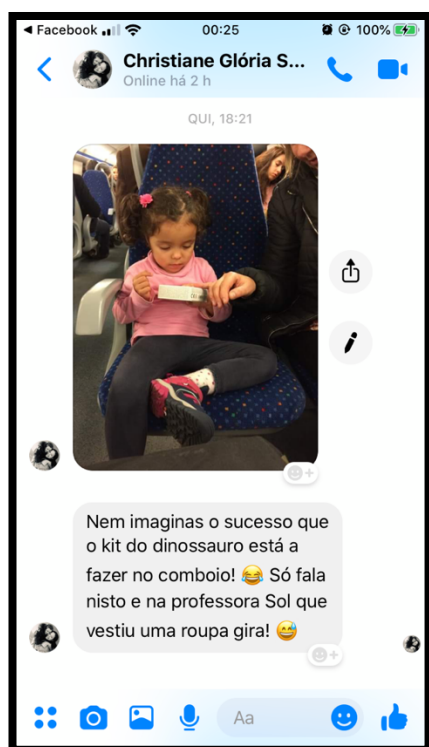 ◀ Facebook 00:25 100%
Christiane Glória S...
Online há 2 h
QUI, 18:21
Nem imaginas o sucesso que
o kit do dinossauro está a
fazer no comboio! 😂 Só fala
nisto e na professora Sol que
vestiu uma roupa gira! 😅
Aa